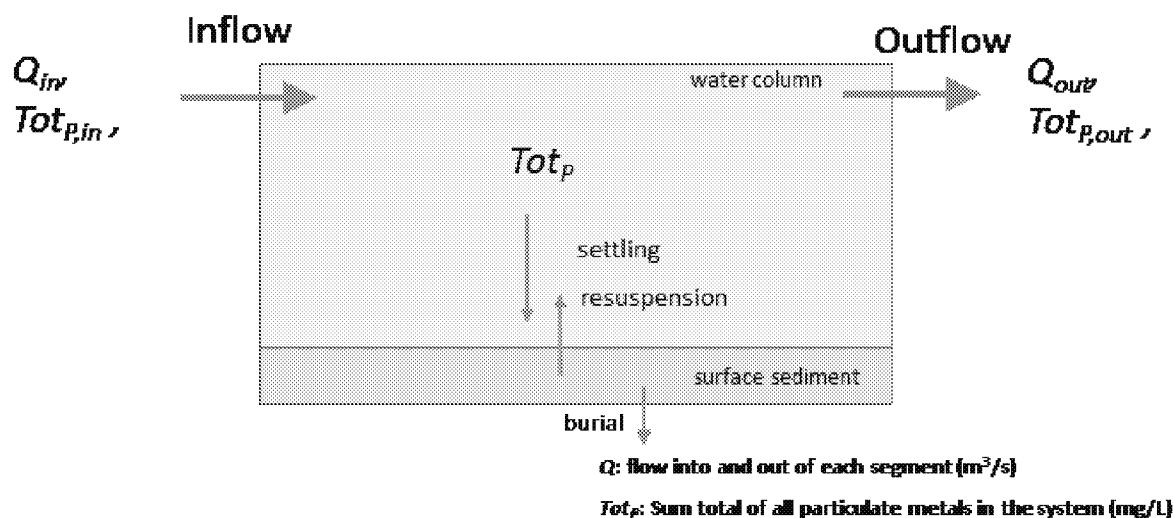 Inflow
Q_in,
Tot_P,in ,
Outflow
Q_out,
Tot_P,out ,
water column
Tot_P
settling
resuspension
surface sediment
burial
Q: flow into and out of each segment (m³/s)
Tot_P: Sum total of all particulate metals in the system (mg/L)